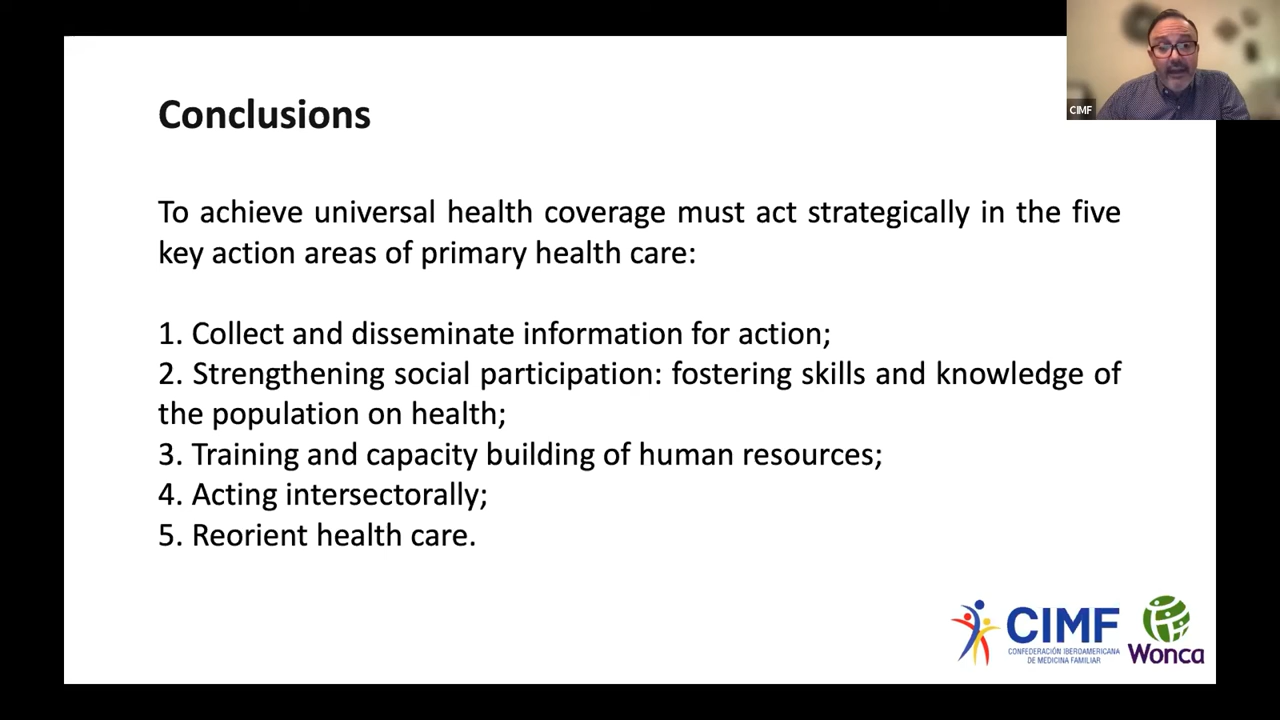 Conclusions
To achieve universal health coverage must act strategically in the five
key action areas of primary health care:
1. Collect and disseminate information for action;
2. Strengthening social participation: fostering skills and knowledge of
the population on health;
3. Training and capacity building of human resources;
4. Acting intersectorally;
5. Reorient health care.
CIMF
CIMF
CONFEDERACIÓN IBEROAMERICANA
DE MEDICINA FAMILIAR
Wonca